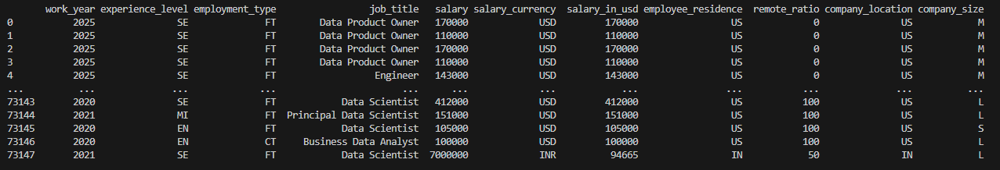 work_year experience_level employment_type job_title salary salary_currency salary_in_usd employee_residence remote_ratio company_location company_size
0 2025 SE FT Data Product Owner 170000 USD 170000 US 0 US M
1 2025 SE FT Data Product Owner 110000 USD 110000 US 0 US M
2 2025 SE FT Data Product Owner 170000 USD 170000 US 0 US M
3 2025 SE FT Data Product Owner 110000 USD 110000 US 0 US M
4 2025 SE FT Engineer 143000 USD 143000 US 0 US M
... ... ... ... ... ... ... ... ... ... ... ...
73143 2020 SE FT Data Scientist 412000 USD 412000 US 100 US L
73144 2021 MI FT Principal Data Scientist 151000 USD 151000 US 100 US L
73145 2020 EN FT Data Scientist 105000 USD 105000 US 100 US S
73146 2020 EN CT Business Data Analyst 100000 USD 100000 US 100 US L
73147 2021 SE FT Data Scientist 7000000 INR 94665 IN 50 IN L